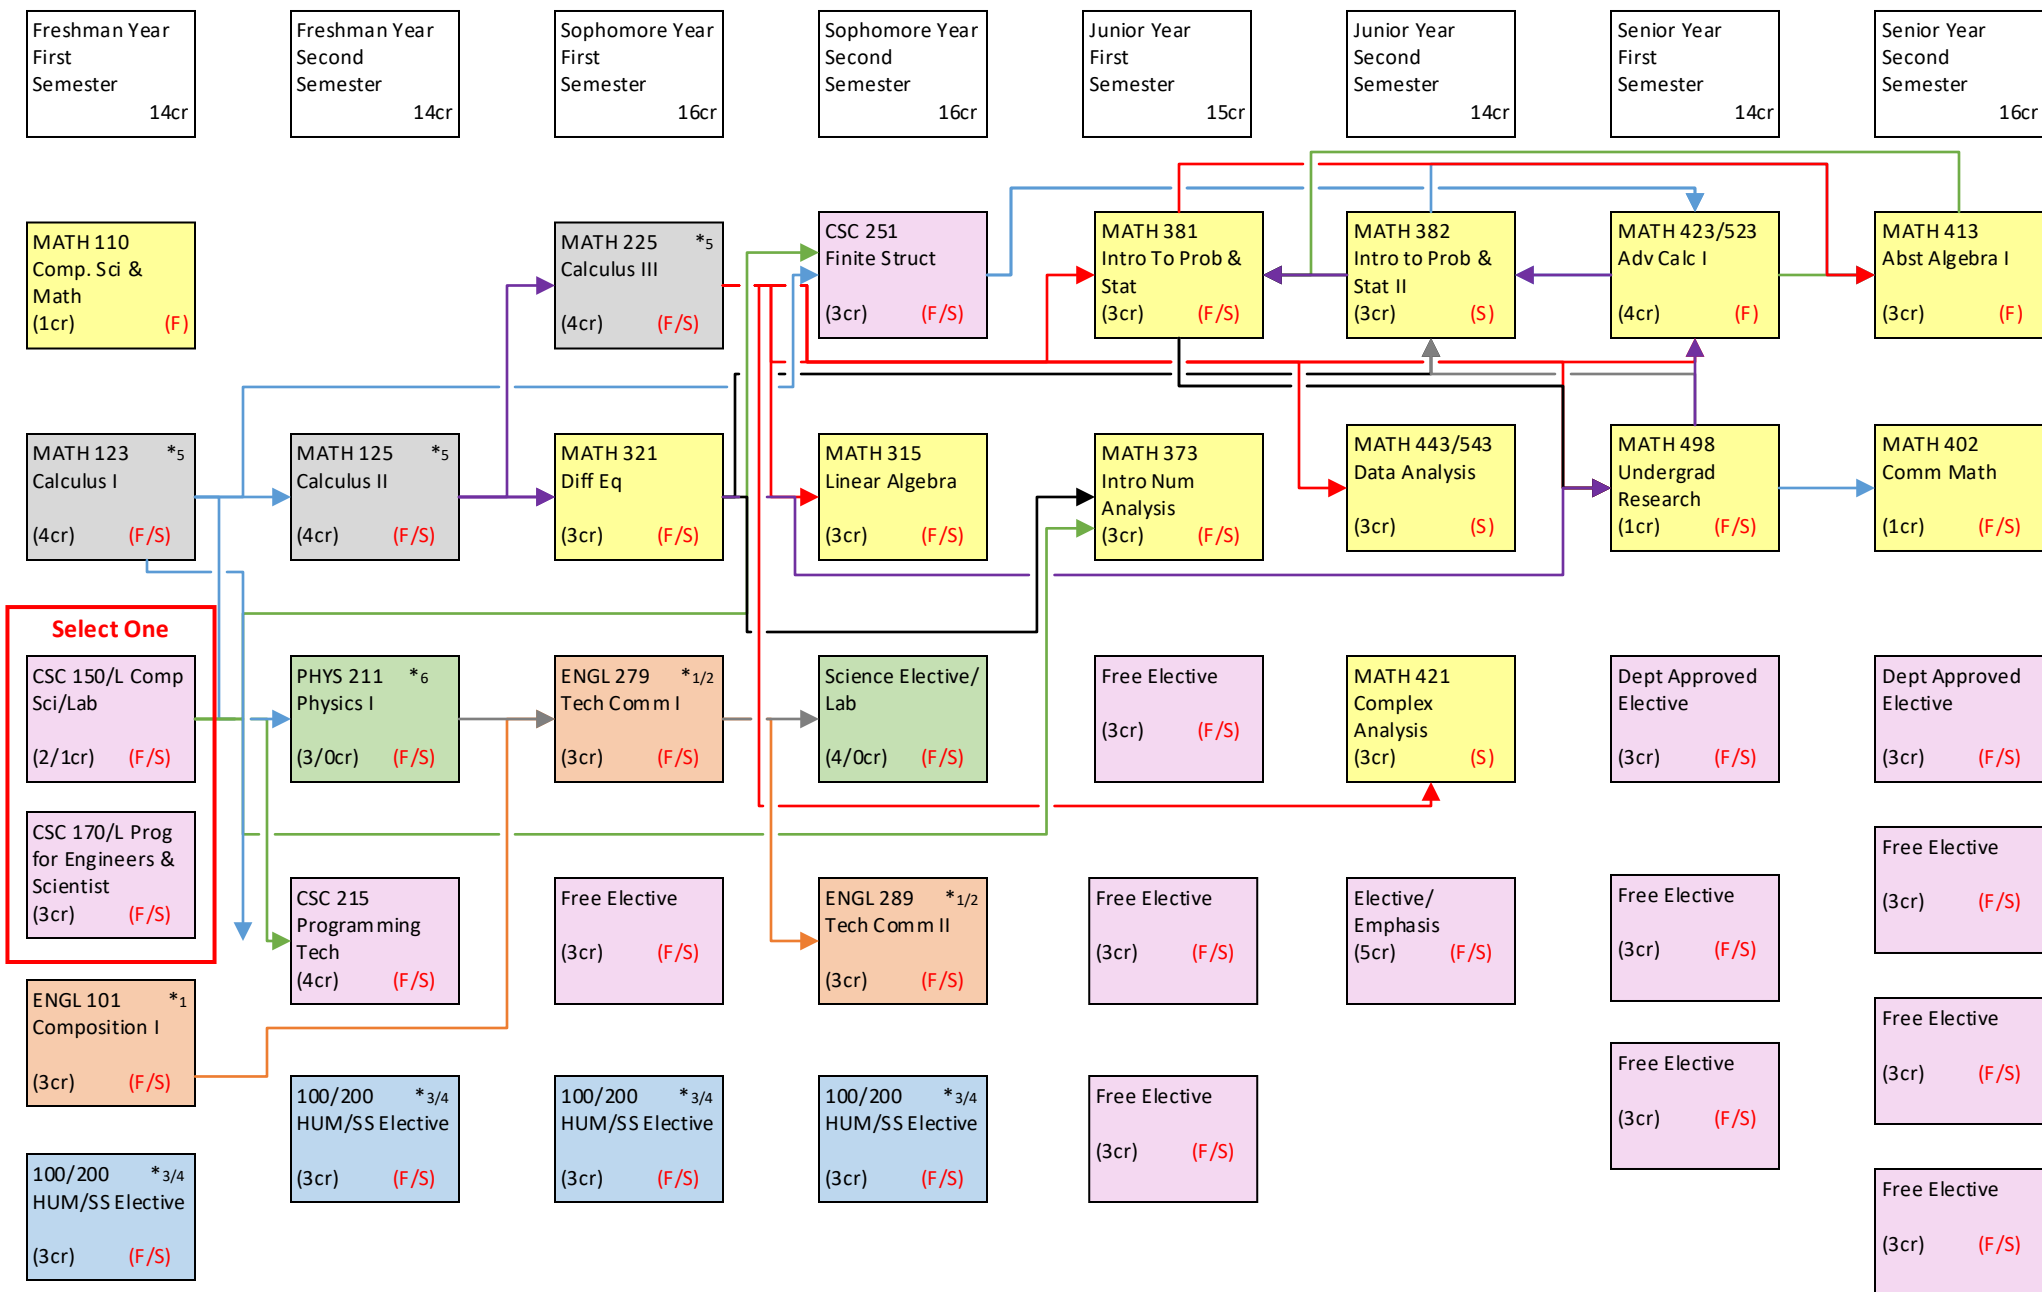 Freshman Year
First
Semester
14cr
Freshman Year
Second
Semester
14cr
Sophomore Year
First
Semester
16cr
Sophomore Year
Second
Semester
16cr
Junior Year
First
Semester
15cr
Junior Year
Second
Semester
14cr
Senior Year
First
Semester
14cr
Senior Year
Second
Semester
16cr
MATH 110
Comp. Sci &
Math
(1cr) (F)
MATH 225 *5
Calculus III
(4cr) (F/S)
CSC 251
Finite Struct
(3cr) (F/S)
MATH 381
Intro To Prob &
Stat
(3cr) (F/S)
MATH 382
Intro to Prob &
Stat II
(3cr) (S)
MATH 423/523
Adv Calc I
(4cr) (F)
MATH 413
Abst Algebra I
(3cr) (F)
MATH 123 *5
Calculus I
(4cr) (F/S)
MATH 125 *5
Calculus II
(4cr) (F/S)
MATH 321
Diff Eq
(3cr) (F/S)
MATH 315
Linear Algebra
(3cr) (F/S)
MATH 373
Intro Num
Analysis
(3cr) (F/S)
MATH 443/543
Data Analysis
(3cr) (S)
MATH 498
Undergrad
Research
(1cr) (F/S)
MATH 402
Comm Math
(1cr) (F/S)
Select One
CSC 150/L Comp
Sci/Lab
(2/1cr) (F/S)
PHYS 211 *6
Physics I
(3/0cr) (F/S)
ENGL 279 *1/2
Tech Comm I
(3cr) (F/S)
Science Elective/
Lab
(4/0cr) (F/S)
Free Elective
(3cr) (F/S)
MATH 421
Complex
Analysis
(3cr) (S)
Dept Approved
Elective
(3cr) (F/S)
Dept Approved
Elective
(3cr) (F/S)
CSC 170/L Prog
for Engineers &
Scientist
(3cr) (F/S)
CSC 215
Programming
Tech
(4cr) (F/S)
Free Elective
(3cr) (F/S)
ENGL 289 *1/2
Tech Comm II
(3cr) (F/S)
Free Elective
(3cr) (F/S)
Elective/
Emphasis
(5cr) (F/S)
Free Elective
(3cr) (F/S)
Free Elective
(3cr) (F/S)
ENGL 101 *1
Composition I
(3cr) (F/S)
100/200 *3/4
HUM/SS Elective
(3cr) (F/S)
100/200 *3/4
HUM/SS Elective
(3cr) (F/S)
100/200 *3/4
HUM/SS Elective
(3cr) (F/S)
Free Elective
(3cr) (F/S)
Free Elective
(3cr) (F/S)
Free Elective
(3cr) (F/S)
100/200 *3/4
HUM/SS Elective
(3cr) (F/S)
Free Elective
(3cr) (F/S)